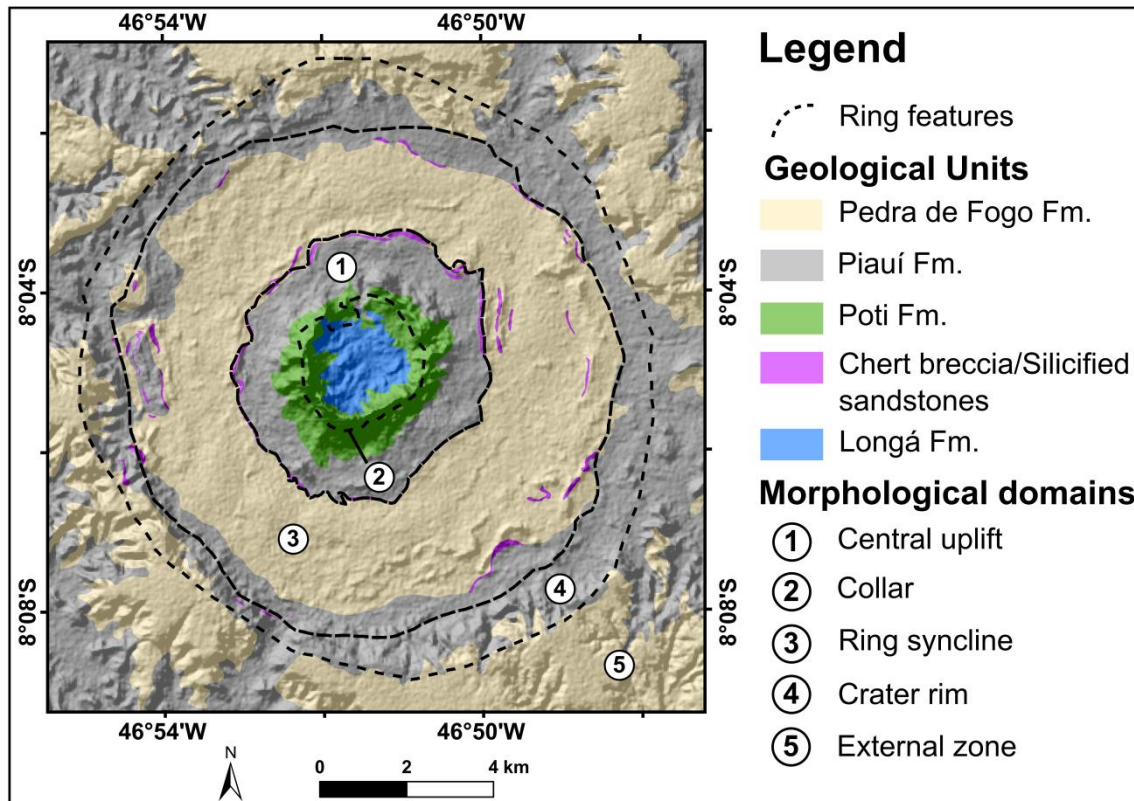 46°54'W
46°50'W
8°04'S
8°04'S
8°08'S
8°08'S
1
2
3
4
5
46°54'W
46°50'W
N
0 2 4 km
Legend
Ring features
Geological Units
Pedra de Fogo Fm.
Piauí Fm.
Poti Fm.
Chert breccia/Silicified
sandstones
Longá Fm.
Morphological domains
1 Central uplift
2 Collar
3 Ring syncline
4 Crater rim
5 External zone